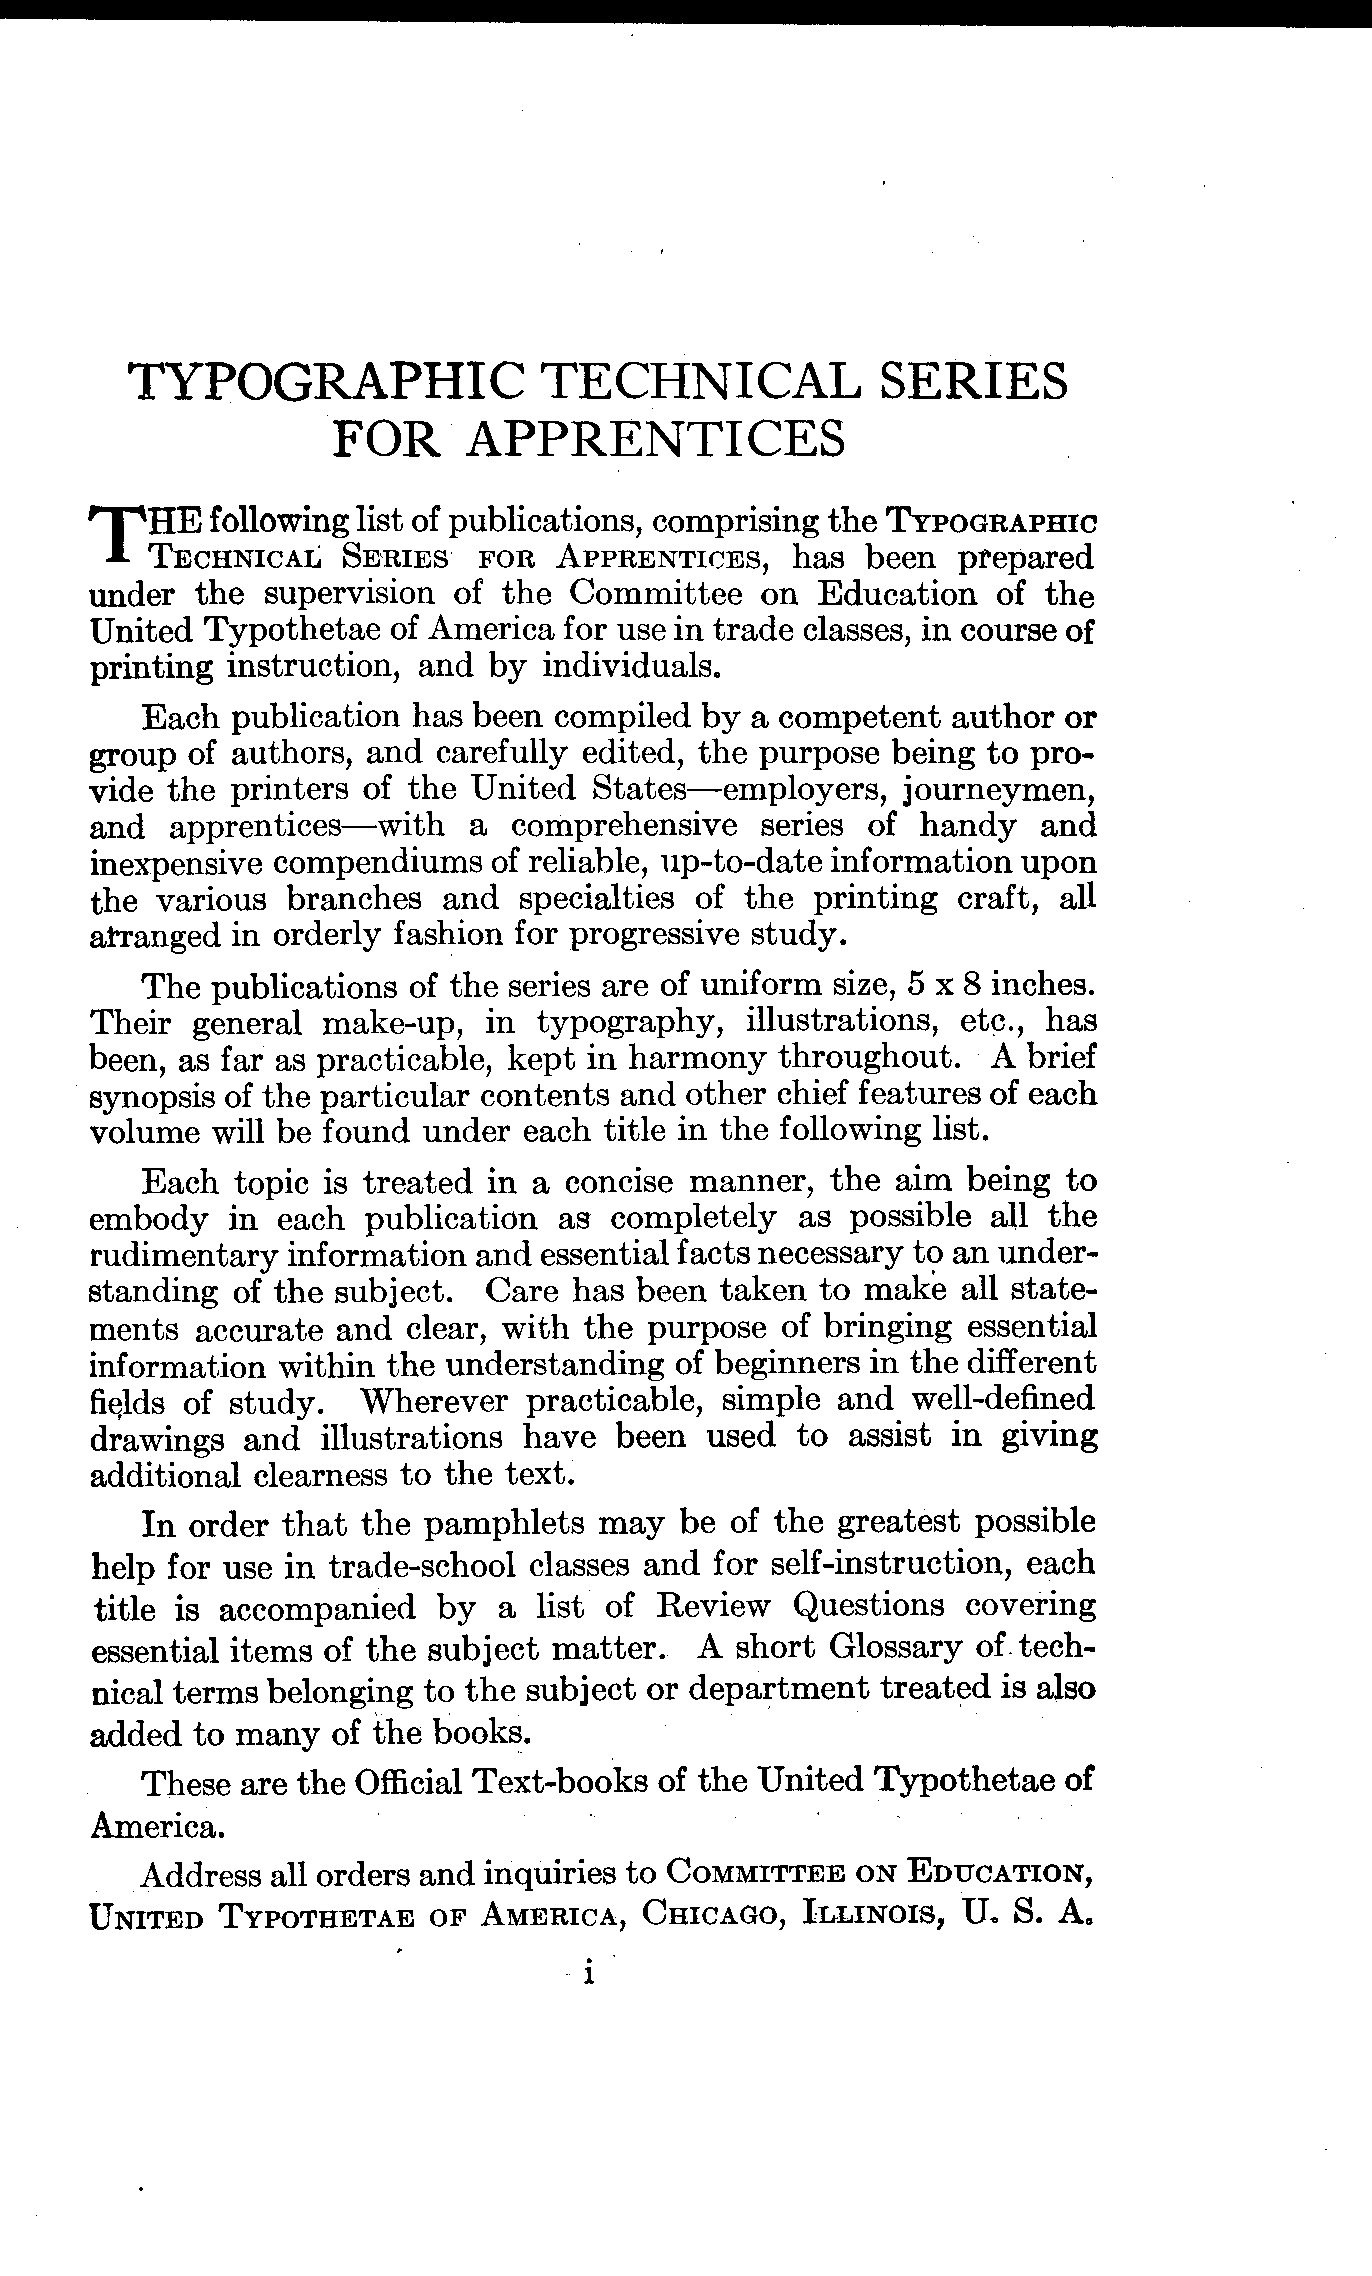 TYPOGRAPHIC TECHNICAL SERIES
FOR APPRENTICES
THE following list of publications, comprising the TYPOGRAPHIC
TECHNICAL SERIES FOR APPRENTICES, has been prepared
under the supervision of the Committee on Education of the
United Typothetae of America for use in trade classes, in course of
printing instruction, and by individuals.
Each publication has been compiled by a competent author or
group of authors, and carefully edited, the purpose being to pro-
vide the printers of the United States—employers, journeymen,
and apprentices—with a comprehensive series of handy and
inexpensive compendiums of reliable, up-to-date information upon
the various branches and specialties of the printing craft, all
arranged in orderly fashion for progressive study.
The publications of the series are of uniform size, 5 x 8 inches.
Their general make-up, in typography, illustrations, etc., has
been, as far as practicable, kept in harmony throughout. A brief
synopsis of the particular contents and other chief features of each
volume will be found under each title in the following list.
Each topic is treated in a concise manner, the aim being to
embody in each publication as completely as possible all the
rudimentary information and essential facts necessary to an under-
standing of the subject. Care has been taken to make all state-
ments accurate and clear, with the purpose of bringing essential
information within the understanding of beginners in the different
fields of study. Wherever practicable, simple and well-defined
drawings and illustrations have been used to assist in giving
additional clearness to the text.
In order that the pamphlets may be of the greatest possible
help for use in trade-school classes and for self-instruction, each
title is accompanied by a list of Review Questions covering
essential items of the subject matter. A short Glossary of tech-
nical terms belonging to the subject or department treated is also
added to many of the books.
These are the Official Text-books of the United Typothetae of
America.
Address all orders and inquiries to COMMITTEE ON EDUCATION,
UNITED TYPOTHETAE OF AMERICA, CHICAGO, ILLINOIS, U. S. A.
i